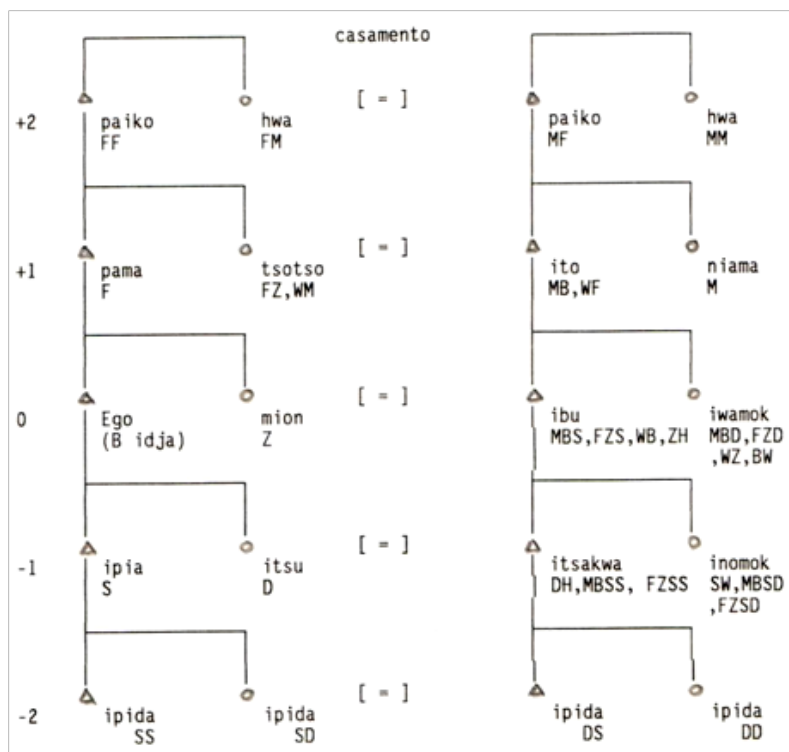 casamento
+2 [ = ]
paiko hwa paiko hwa
FF FM MF MM
+1 [ = ]
pama tsotso ito niama
F FZ,WM MB,WF M
0 [ = ]
Ego mion ibu iwamok
(B idja) Z MBS,FZS,WB,ZH MBD,FZD
,WZ,BW
-1 [ = ]
ipia itsu itsakwa inomok
S D DH,MBSS, FZSS SW,MBSD
,FZSD
-2 [ = ]
ipida ipida ipida ipida
SS SD DS DD